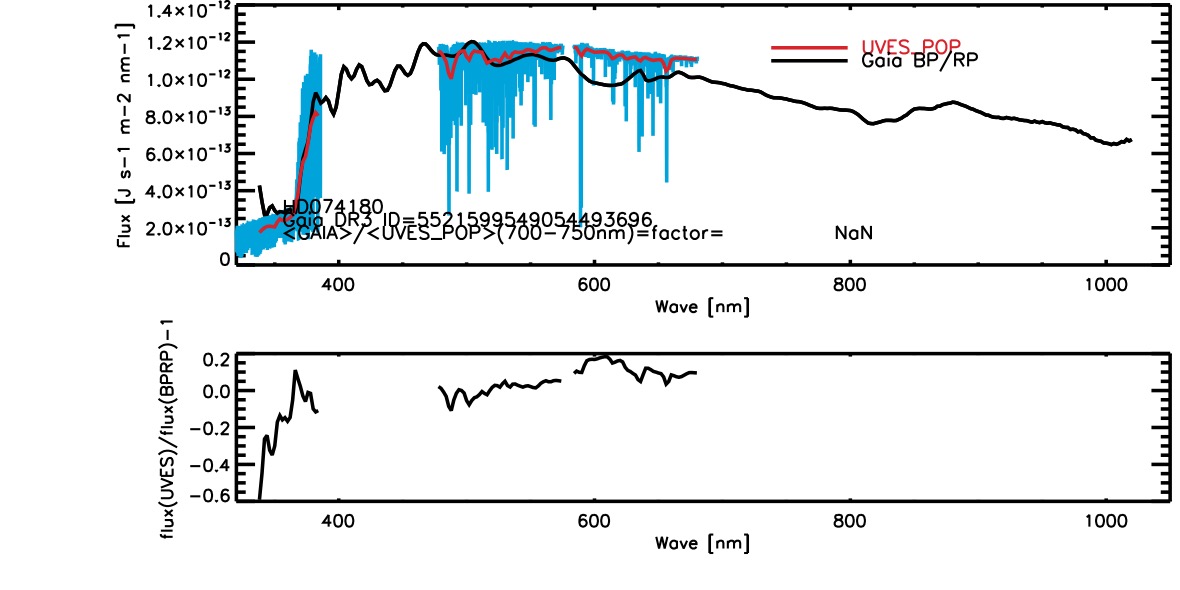 1.4×10−12
1.2×10−12
1.0×10−12
8.0×10−13
6.0×10−13
4.0×10−13
2.0×10−13
0
Flux [J s−1 m−2 nm−1]
UVES_POP
Gaia BP/RP
HD074180
Gaia DR3 ID=5521599549054493696
<GAIA>/<UVES_POP>(700−750nm)=factor= NaN
400 600 800 1000
Wave [nm]
0.2
0.0
−0.2
−0.4
−0.6
flux(UVES)/flux(BPRP)−1
400 600 800 1000
Wave [nm]